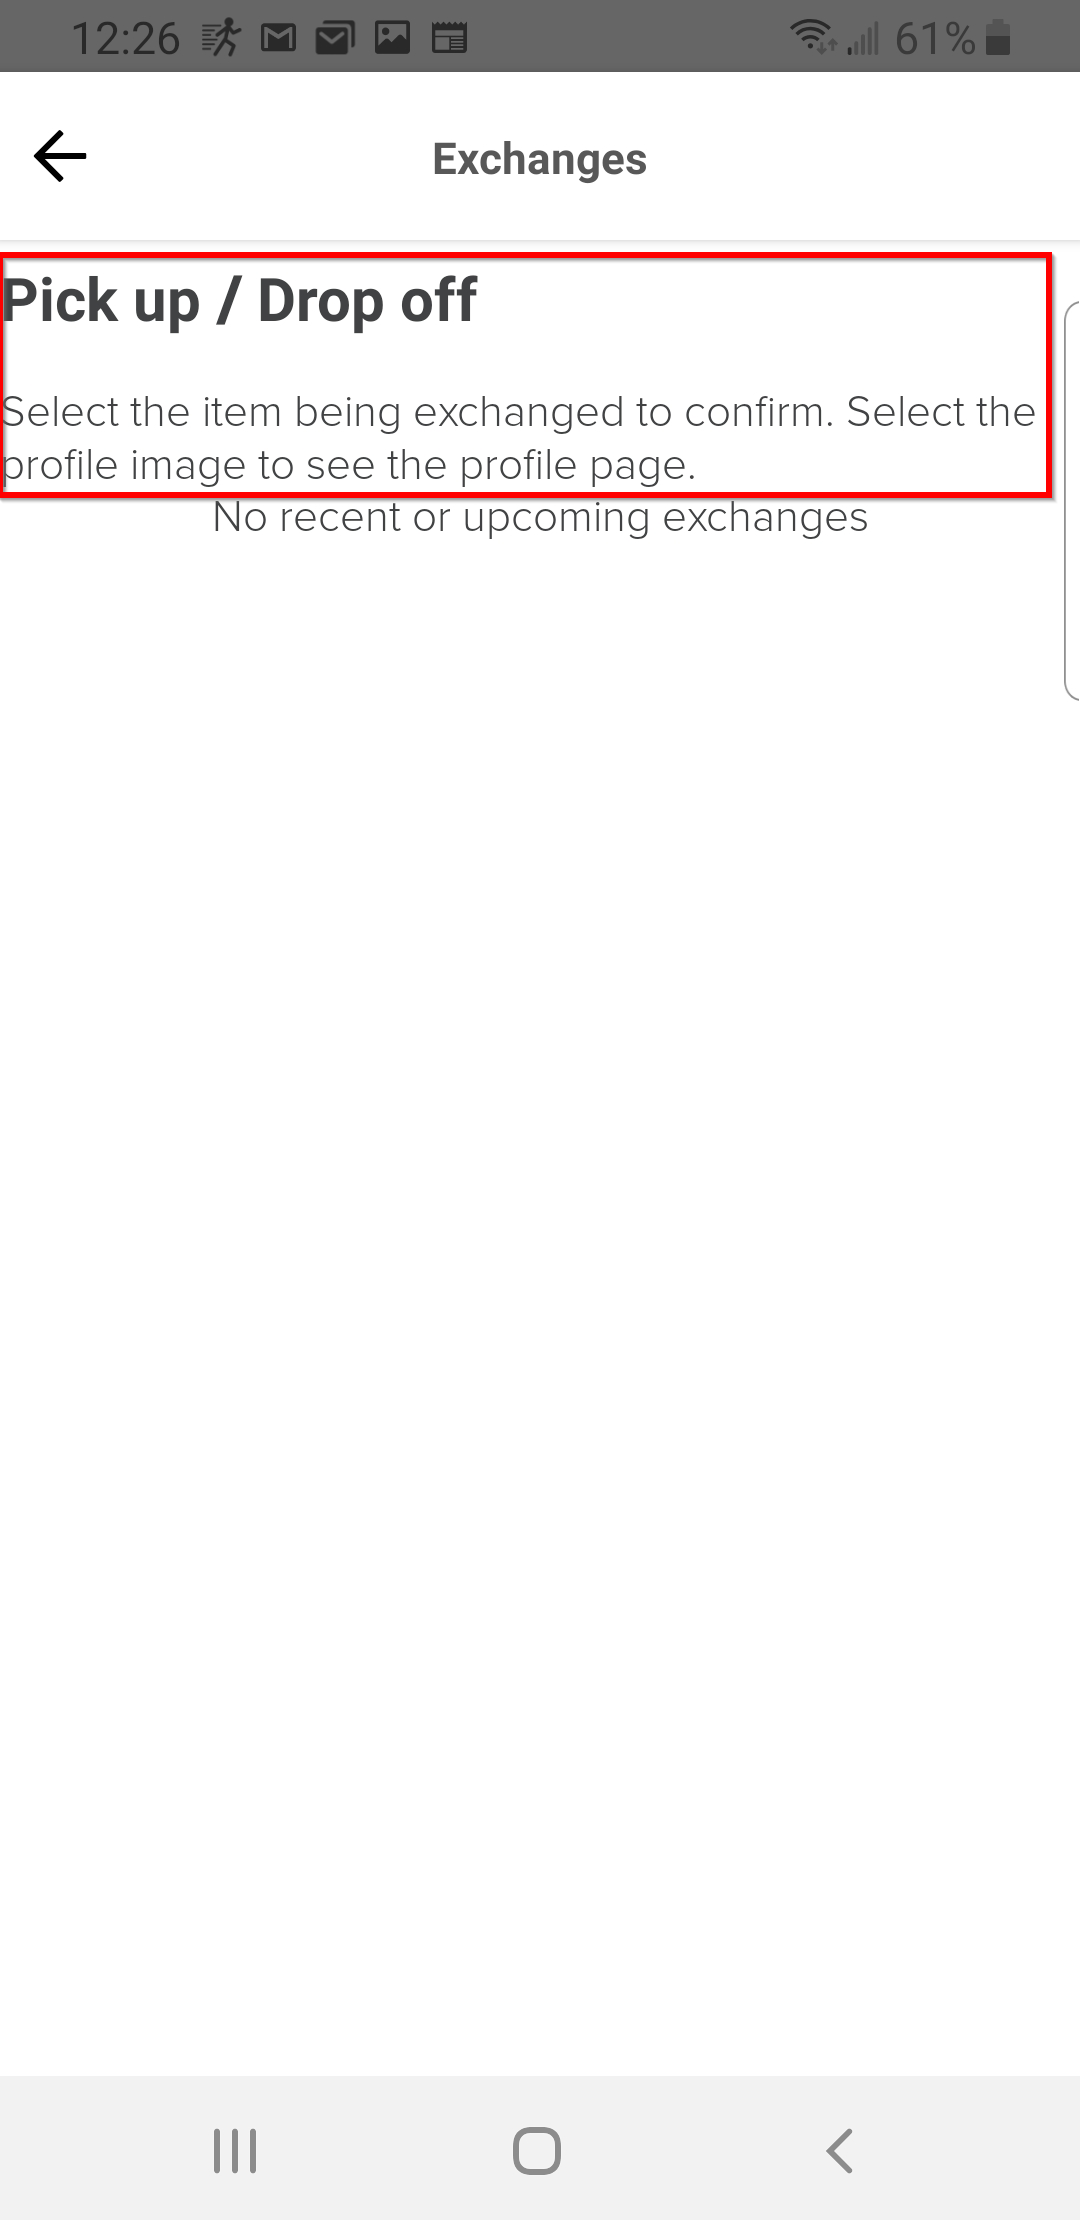 12:26
61%
Exchanges
Pick up / Drop off
Select the item being exchanged to confirm. Select the
profile image to see the profile page.
No recent or upcoming exchanges